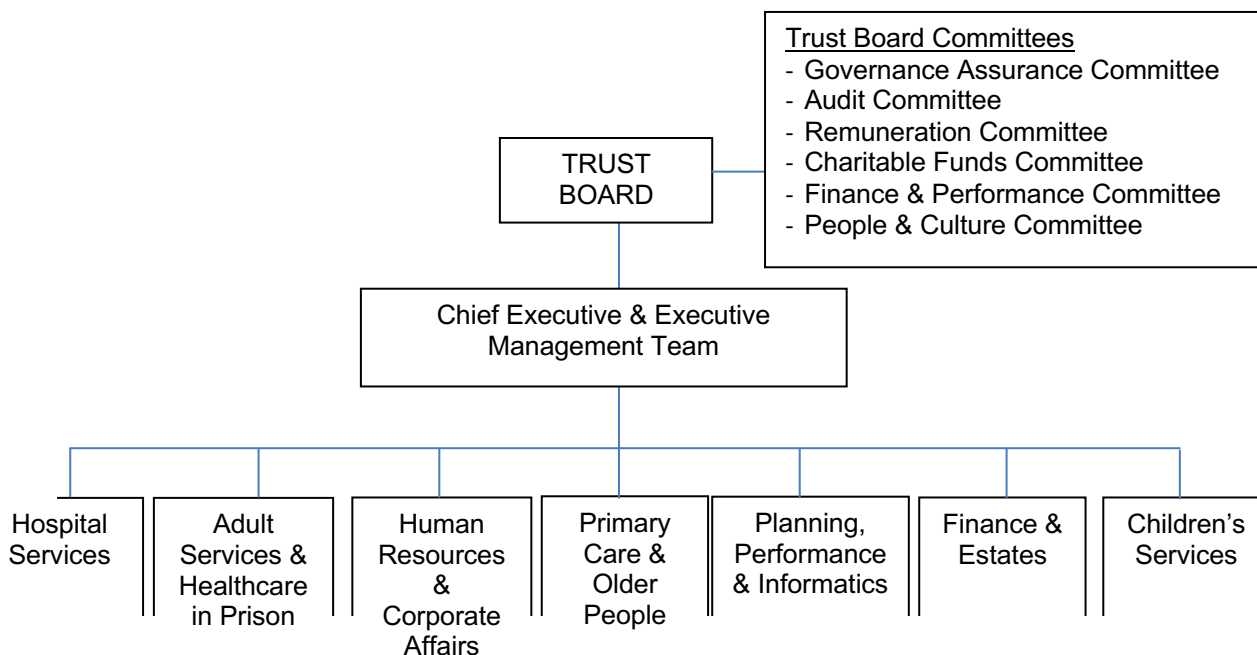 Trust Board Committees
- Governance Assurance Committee
- Audit Committee
- Remuneration Committee
- Charitable Funds Committee
- Finance & Performance Committee
- People & Culture Committee
TRUST
BOARD
Chief Executive & Executive
Management Team
Hospital
Services
Adult
Services &
Healthcare
in Prison
Human
Resources
&
Corporate
Affairs
Primary
Care &
Older
People
Planning,
Performance
& Informatics
Finance &
Estates
Children’s
Services